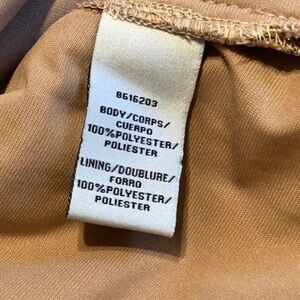 8616203
BODY/CORPS/
CUERPO
100%POLYESTER/
POLIESTER
LINING/DOUBLURE/
FORRO
100%POLYESTER/
POLIESTER